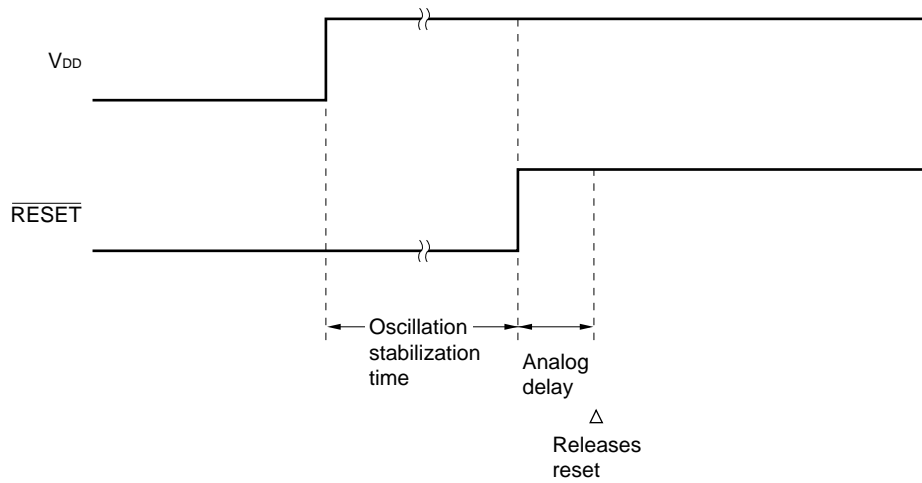 VDD
RESET
Oscillation
stabilization
time
Analog
delay
Releases
reset